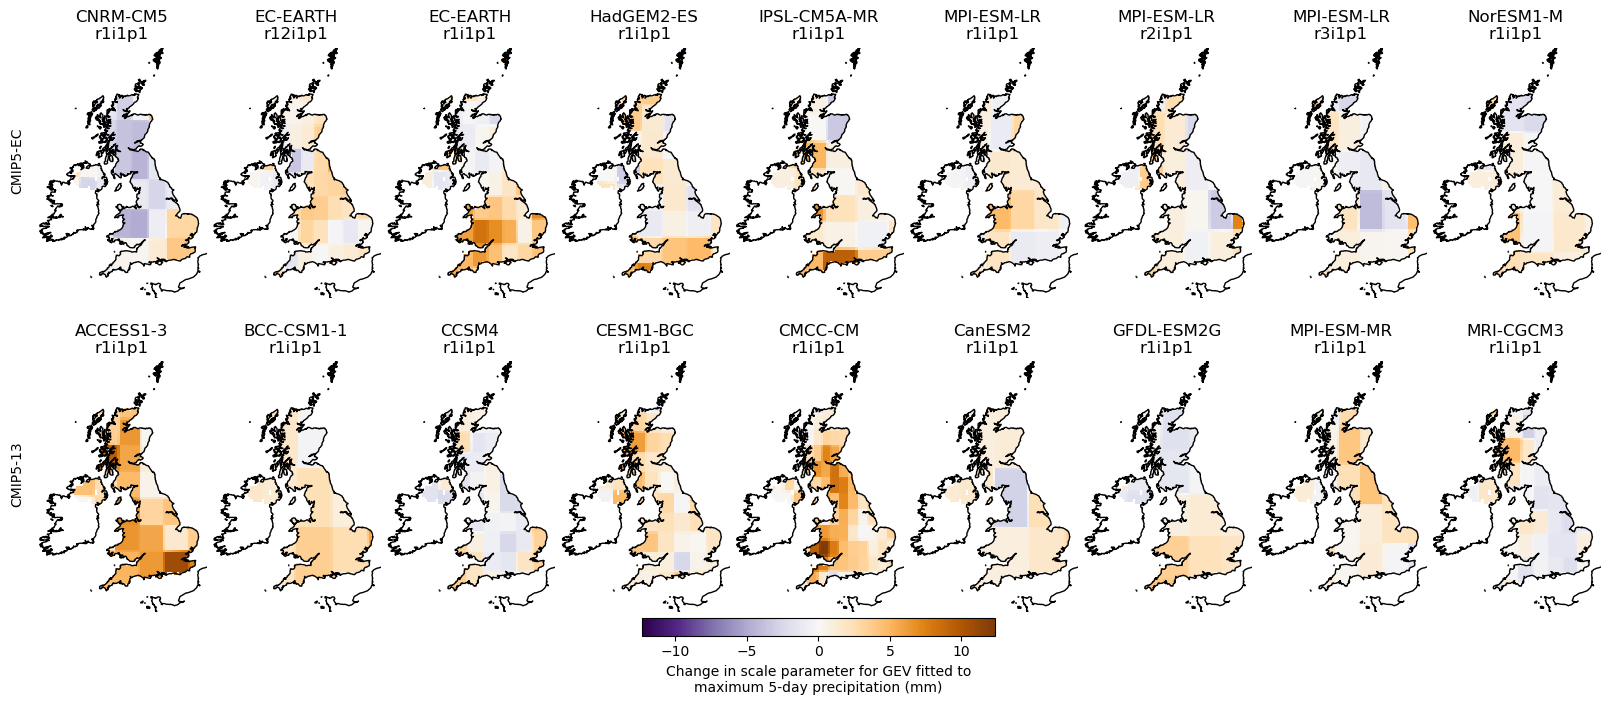 CNRM-CM5
r1i1p1
EC-EARTH
r12i1p1
EC-EARTH
r1i1p1
HadGEM2-ES
r1i1p1
IPSL-CM5A-MR
r1i1p1
MPI-ESM-LR
r1i1p1
MPI-ESM-LR
r2i1p1
MPI-ESM-LR
r3i1p1
NorESM1-M
r1i1p1
CMIP5-EC
ACCESS1-3
r1i1p1
BCC-CSM1-1
r1i1p1
CCSM4
r1i1p1
CESM1-BGC
r1i1p1
CMCC-CM
r1i1p1
CanESM2
r1i1p1
GFDL-ESM2G
r1i1p1
MPI-ESM-MR
r1i1p1
MRI-CGCM3
r1i1p1
CMIP5-13
−10 −5 0 5 10
Change in scale parameter for GEV fitted to
maximum 5-day precipitation (mm)